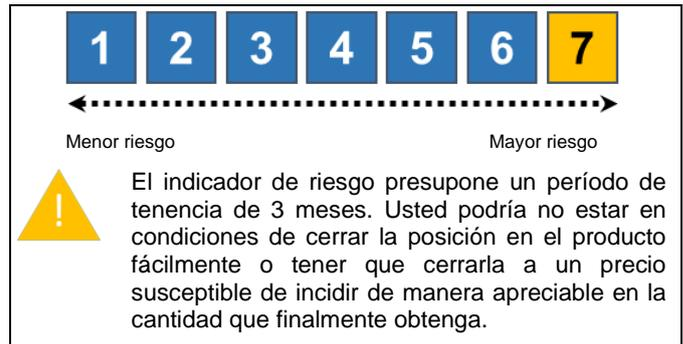 1 2 3 4 5 6 7
Menor riesgo Mayor riesgo
!
El indicador de riesgo presupone un período de
tenencia de 3 meses. Usted podría no estar en
condiciones de cerrar la posición en el producto
fácilmente o tener que cerrarla a un precio
susceptible de incidir de manera apreciable en la
cantidad que finalmente obtenga.